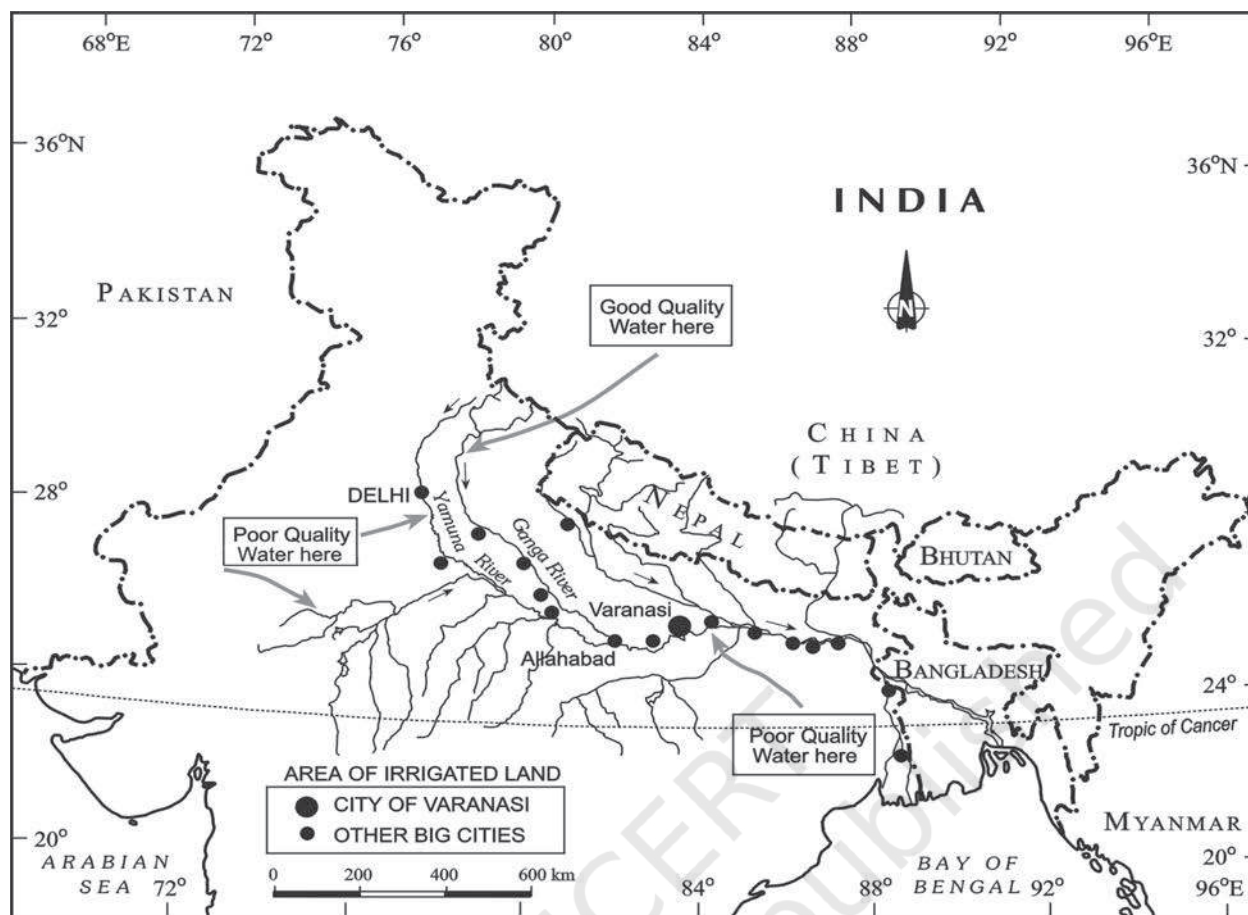 68°E 72° 76° 80° 84° 88° 92° 96°E
36°N
36°N
INDIA
PAKISTAN
Good Quality
Water here
N
32°
32°
CHINA
(TIBET)
28°
28°
DELHI
NEPAL
Yamuna
River
Ganga River
Poor Quality
Water here
BHUTAN
Varanasi
Allahabad
BANGLADESH
24°
Tropic of Cancer
Poor Quality
Water here
AREA OF IRRIGATED LAND
CITY OF VARANASI
OTHER BIG CITIES
MYANMAR
20°
20°
ARABIAN
SEA
BAY OF
BENGAL
0 200 400 600 km
72° 84° 88° 92° 96°E
NCERT
republished